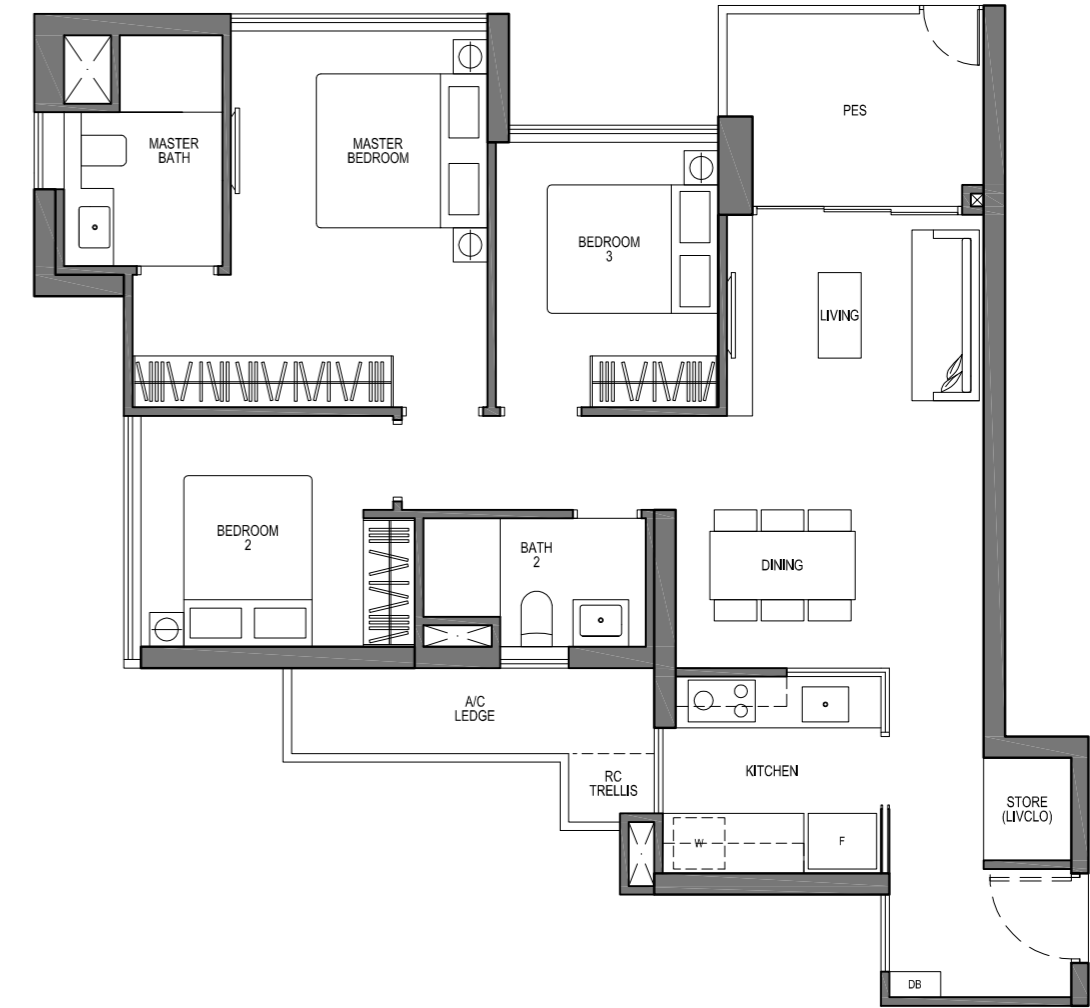 PES
MASTER
BATH
MASTER
BEDROOM
BEDROOM
3
LIVING
BEDROOM
2
BATH
2
DINING
A/C
LEDGE
RC
TRELLIS
KITCHEN
STORE
(LIVCLO)
W
F
DB